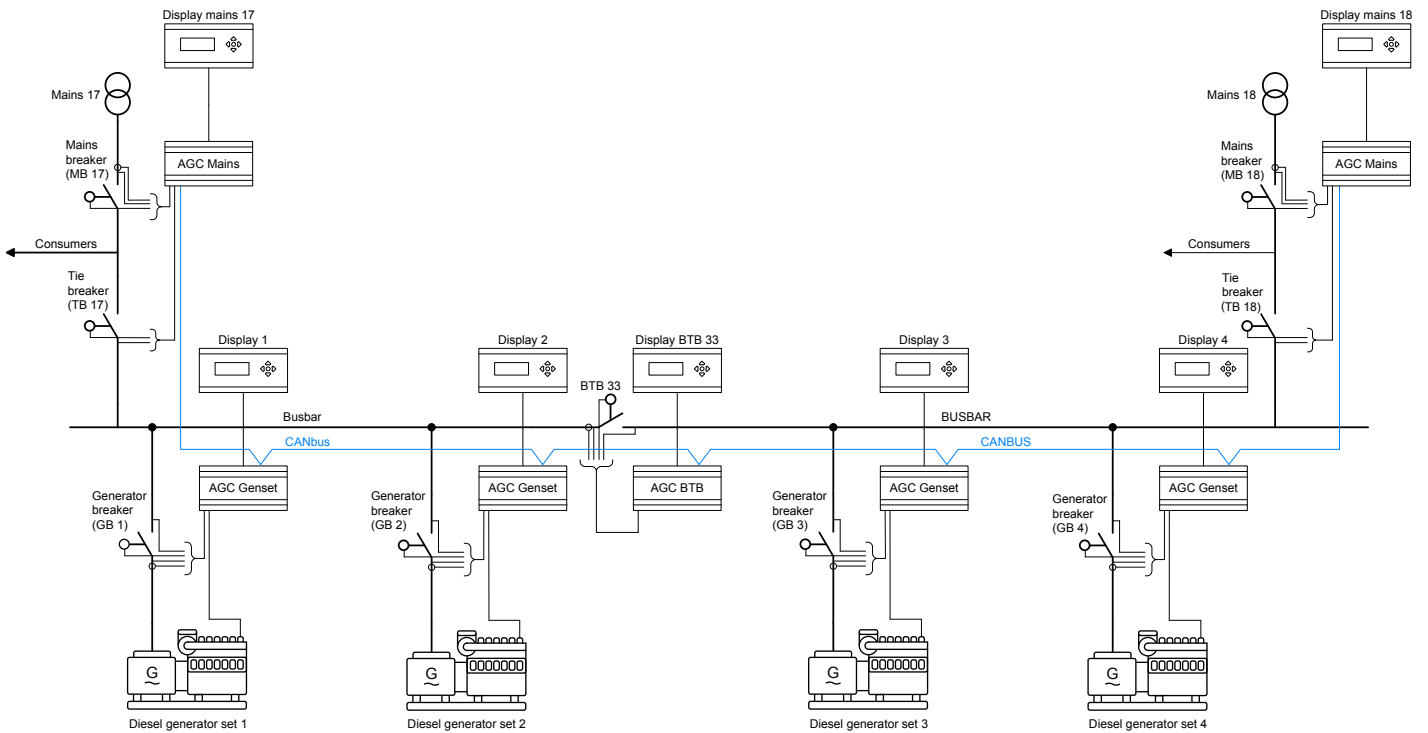 Display mains 17
Display mains 18
Mains 17
Mains 18
Mains
breaker
(MB 17)
AGC Mains
Mains
breaker
(MB 18)
AGC Mains
Consumers
Consumers
Tie
breaker
(TB 17)
Tie
breaker
(TB 18)
Display 1
Display 2
Display BTB 33
Display 3
Display 4
BTB 33
Busbar
BUSBAR
CANbus
CANBUS
AGC Genset
AGC Genset
AGC BTB
AGC Genset
AGC Genset
Generator
breaker
(GB 1)
Generator
breaker
(GB 2)
Generator
breaker
(GB 3)
Generator
breaker
(GB 4)
G
G
G
G
Diesel generator set 1
Diesel generator set 2
Diesel generator set 3
Diesel generator set 4